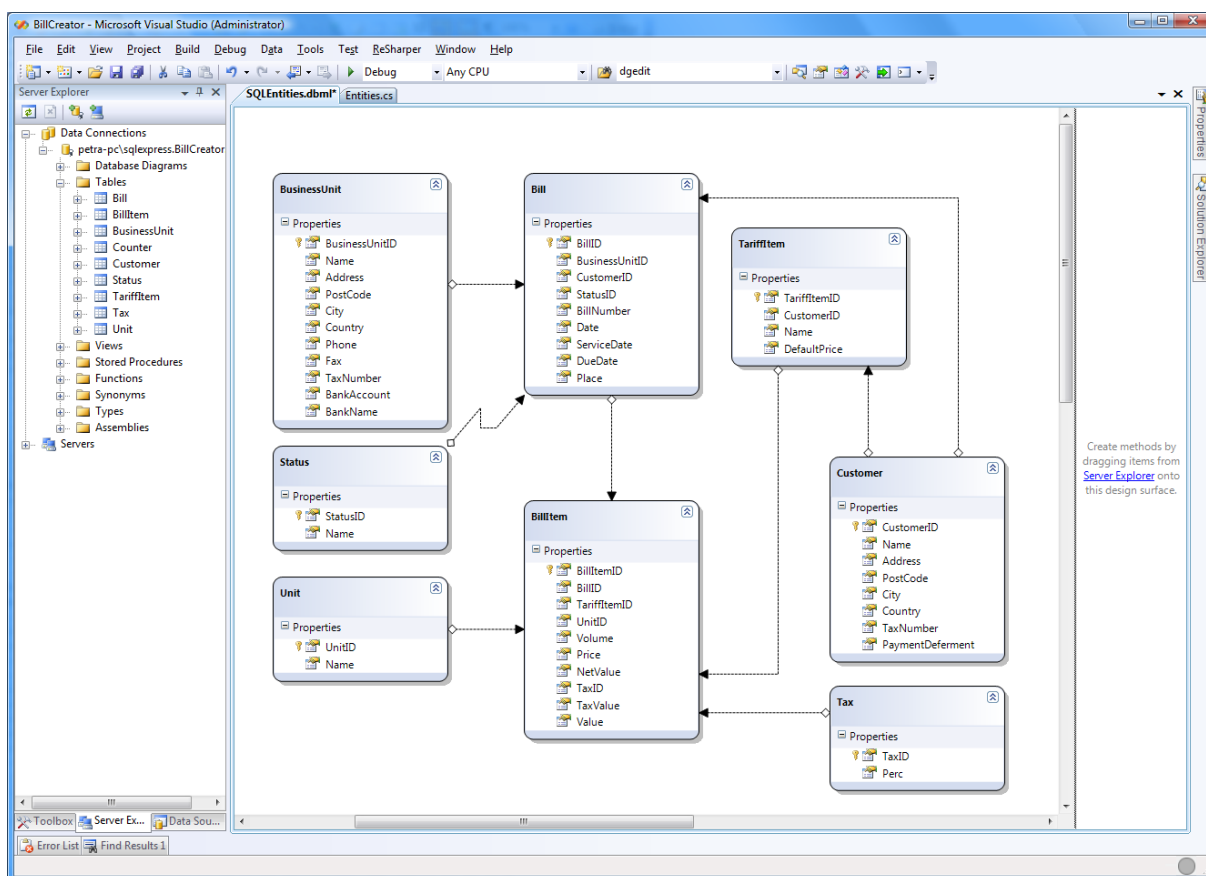 BillCreator - Microsoft Visual Studio (Administrator)
File Edit View Project Build Debug Data Tools Test ReSharper Window Help
Debug Any CPU dgedit
Server Explorer
Data Connections
petra-pc\sqlexpress.BillCreator
Database Diagrams
Tables
Bill
BillItem
BusinessUnit
Counter
Customer
Status
TariffItem
Tax
Unit
Views
Stored Procedures
Functions
Synonyms
Types
Assemblies
Servers
Toolbox Server Ex... Data Sou...
SQLEntities.dbml* Entities.cs
BusinessUnit
Properties
BusinessUnitID
Name
Address
PostCode
City
Country
Phone
Fax
TaxNumber
BankAccount
BankName
Status
Properties
StatusID
Name
Unit
Properties
UnitID
Name
Bill
Properties
BillID
BusinessUnitID
CustomerID
StatusID
BillNumber
Date
ServiceDate
DueDate
Place
BillItem
Properties
BillItemID
BillID
TariffItemID
UnitID
Volume
Price
NetValue
TaxID
TaxValue
Value
TariffItem
Properties
TariffItemID
CustomerID
Name
DefaultPrice
Customer
Properties
CustomerID
Name
Address
PostCode
City
Country
TaxNumber
PaymentDeferment
Tax
Properties
TaxID
Perc
Create methods by
dragging items from
Server Explorer onto
this design surface.
Properties
Solution Explorer
Error List Find Results 1